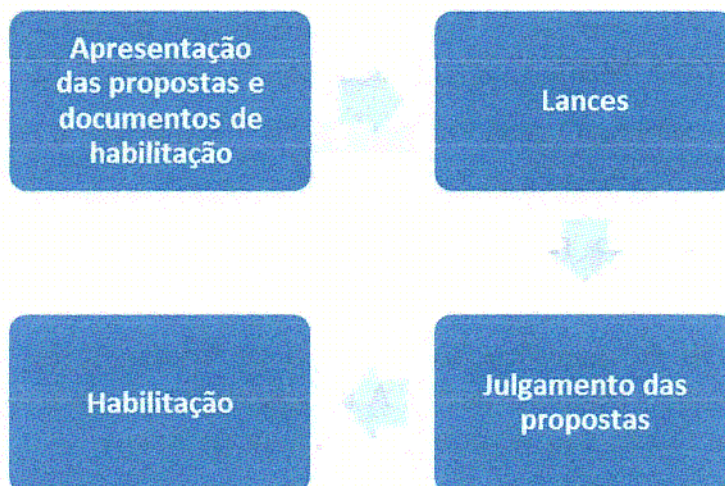 Apresentação
das propostas e
documentos de
habilitação
Lances
Julgamento das
propostas
Habilitação